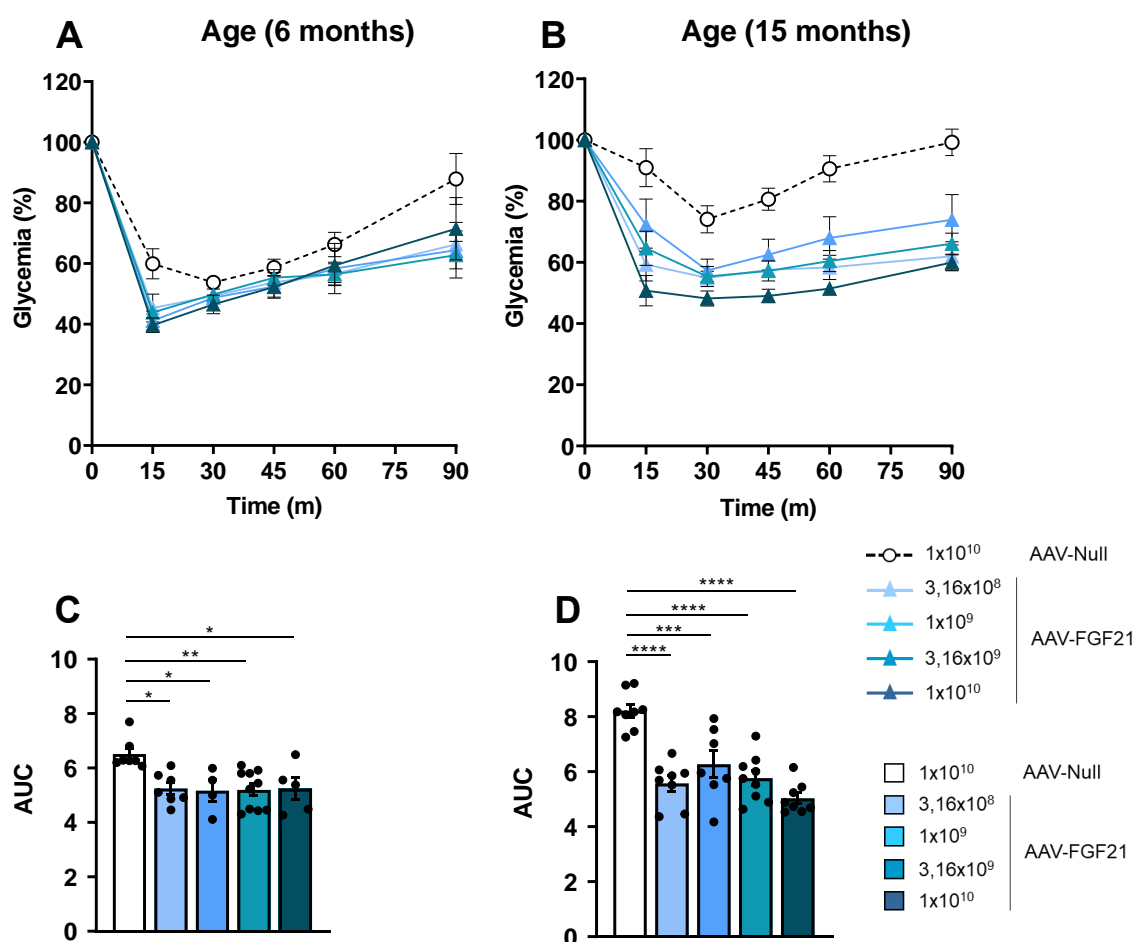 A
Age (6 months)
B
Age (15 months)
120
100
80
60
40
20
0
Glycemia (%)
0 15 30 45 60 75 90
Time (m)
120
100
80
60
40
20
0
Glycemia (%)
0 15 30 45 60 75 90
Time (m)
1x10¹⁰ AAV-Null
3,16x10⁸
1x10⁹
3,16x10⁹
1x10¹⁰
AAV-FGF21
C
*
**
*
*
10
8
6
4
2
0
AUC
D
****
****
***
****
10
8
6
4
2
0
AUC
1x10¹⁰ AAV-Null
3,16x10⁸
1x10⁹
3,16x10⁹
1x10¹⁰
AAV-FGF21